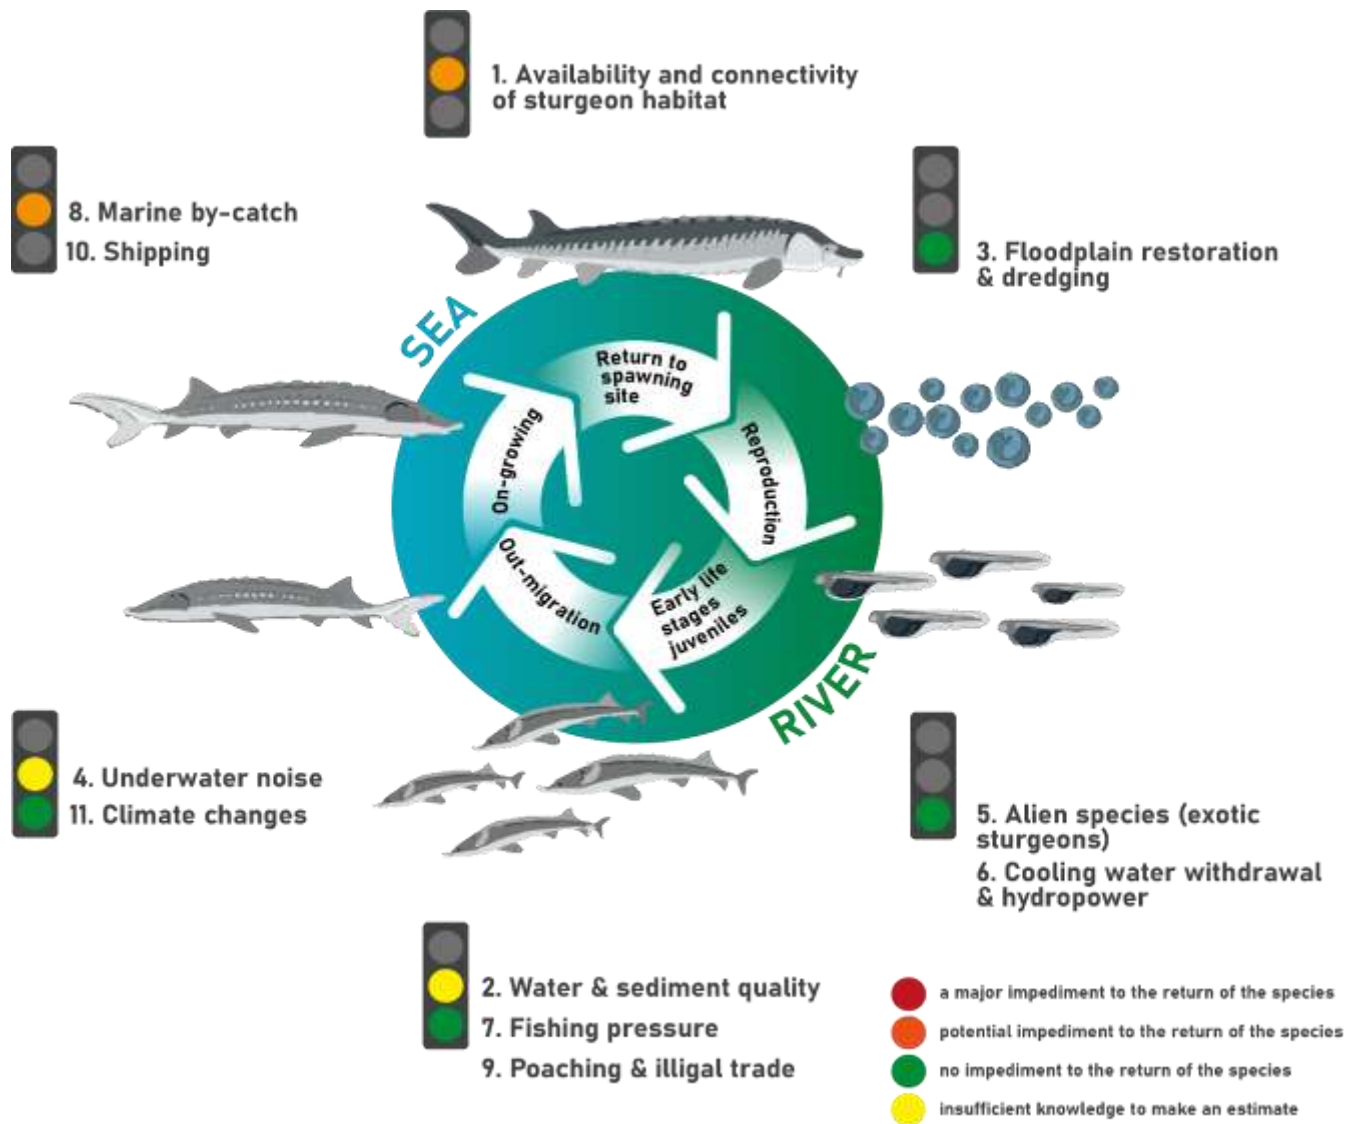 1. Availability and connectivity
of sturgeon habitat
8. Marine by-catch
10. Shipping
3. Floodplain restoration
& dredging
SEA
Return to
spawning
site
On-growing
Reproduction
Out-migration
Early life
stages
juveniles
RIVER
4. Underwater noise
11. Climate changes
5. Alien species (exotic
sturgeons)
6. Cooling water withdrawal
& hydropower
2. Water & sediment quality
7. Fishing pressure
9. Poaching & illigal trade
a major impediment to the return of the species
potential impediment to the return of the species
no impediment to the return of the species
insufficient knowledge to make an estimate